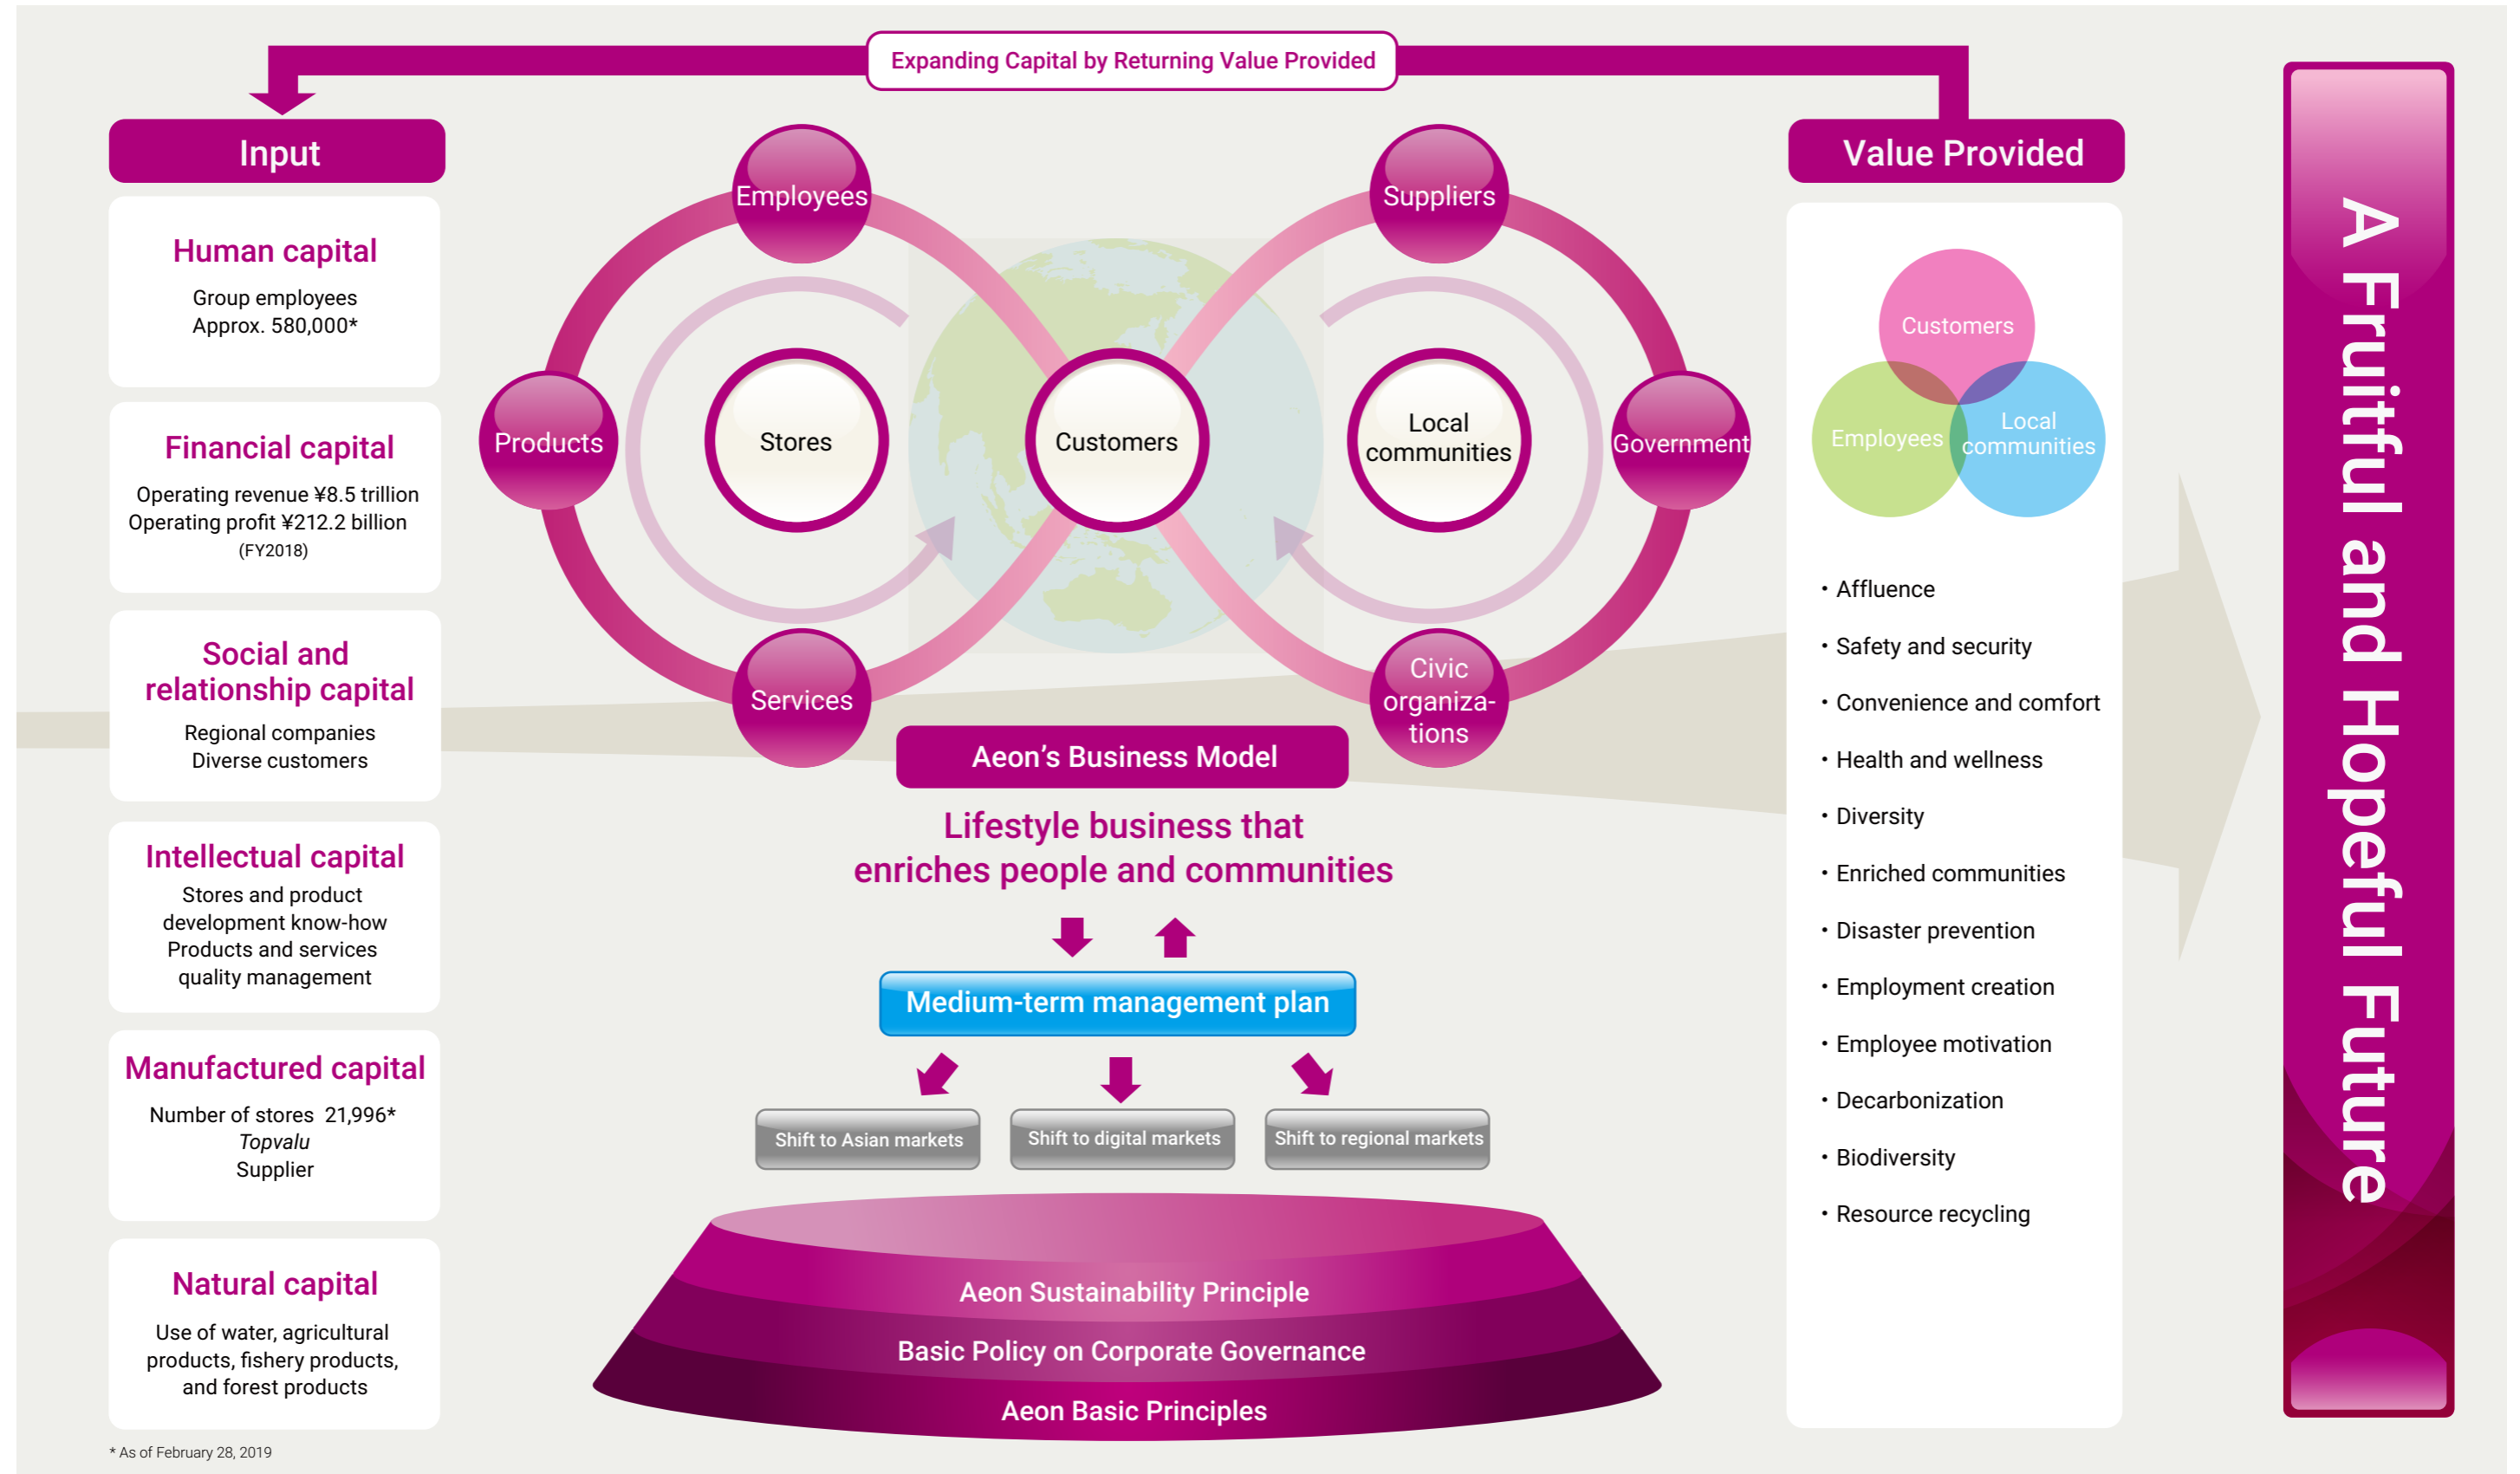 Expanding Capital by Returning Value Provided
Input
Human capital
Group employees
Approx. 580,000*
Financial capital
Operating revenue ¥8.5 trillion
Operating profit ¥212.2 billion
(FY2018)
Social and
relationship capital
Regional companies
Diverse customers
Intellectual capital
Stores and product
development know-how
Products and services
quality management
Manufactured capital
Number of stores 21,996*
Topvalu
Supplier
Natural capital
Use of water, agricultural
products, fishery products,
and forest products
* As of February 28, 2019
Employees
Products
Stores
Services
Customers
Suppliers
Local
communities
Government
Civic
organiza-
tions
Aeon’s Business Model
Lifestyle business that
enriches people and communities
Medium-term management plan
Shift to Asian markets
Shift to digital markets
Shift to regional markets
Aeon Sustainability Principle
Basic Policy on Corporate Governance
Aeon Basic Principles
Value Provided
Customers
Employees
Local
communities
・Affluence
・Safety and security
・Convenience and comfort
・Health and wellness
・Diversity
・Enriched communities
・Disaster prevention
・Employment creation
・Employee motivation
・Decarbonization
・Biodiversity
・Resource recycling
A Fruitful and Hopeful Future